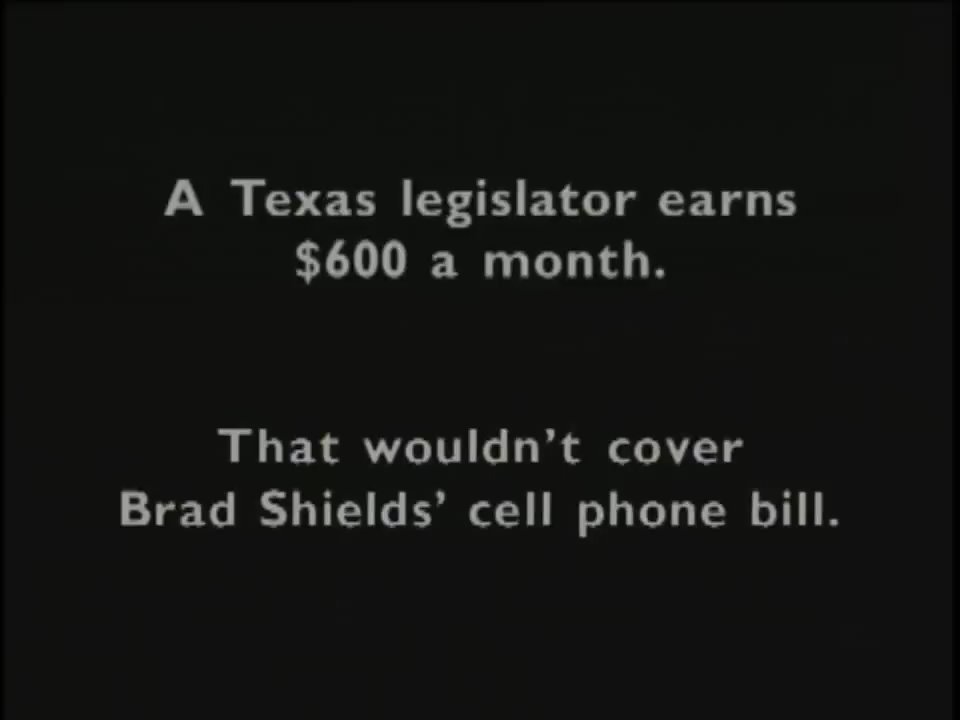 A Texas legislator earns
$600 a month.
That wouldn’t cover
Brad Shields’ cell phone bill.